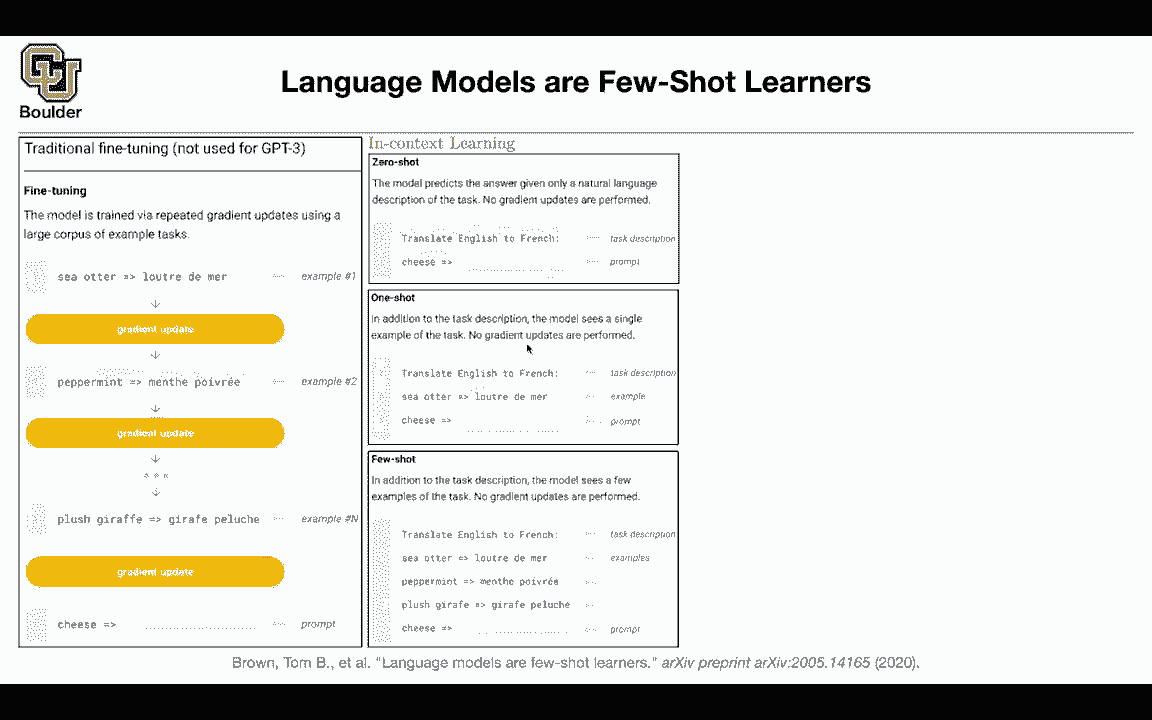 Boulder
Language Models are Few-Shot Learners
Traditional fine-tuning (not used for GPT-3)
Fine-tuning
The model is trained via repeated gradient updates using a
large corpus of example tasks.
sea otter => loutre de mer example #1
↓
gradient update
↓
peppermint => menthe poivrée example #2
↓
gradient update
↓
↓
plush giraffe => girafe peluche example #N
gradient update
cheese => prompt
In-context Learning
Zero-shot
The model predicts the answer given only a natural language
description of the task. No gradient updates are performed.
Translate English to French: task description
cheese => prompt
One-shot
In addition to the task description, the model sees a single
example of the task. No gradient updates are performed.
Translate English to French: task description
sea otter => loutre de mer example
cheese => prompt
Few-shot
In addition to the task description, the model sees a few
examples of the task. No gradient updates are performed.
Translate English to French: task description
sea otter => loutre de mer examples
peppermint => menthe poivrée
plush girafe => girafe peluche
cheese => prompt
Brown, Tom B., et al. "Language models are few-shot learners." arXiv preprint arXiv:2005.14165 (2020).